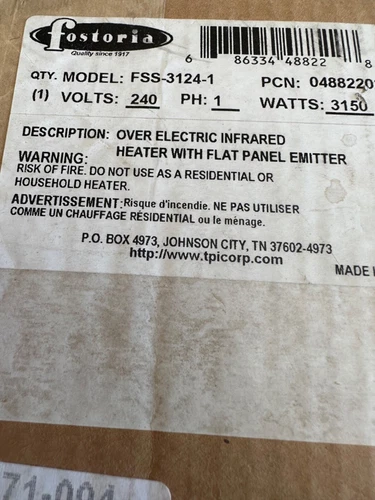 fostoria
Quality since 1917
6 86334 48822 8
QTY. MODEL: FSS-3124-1 PCN: 0488220
(1) VOLTS: 240 PH: 1 WATTS: 3150
DESCRIPTION: OVER ELECTRIC INFRARED
HEATER WITH FLAT PANEL EMITTER
WARNING:
RISK OF FIRE. DO NOT USE AS A RESIDENTIAL OR
HOUSEHOLD HEATER.
ADVERTISSEMENT: Risque d'incendie. NE PAS UTILISER
COMME UN CHAUFFAGE RÉSIDENTIAL ou le ménage.
P.O. BOX 4973, JOHNSON CITY, TN 37602-4973
http://www.tpicorp.com
MADE
71-094